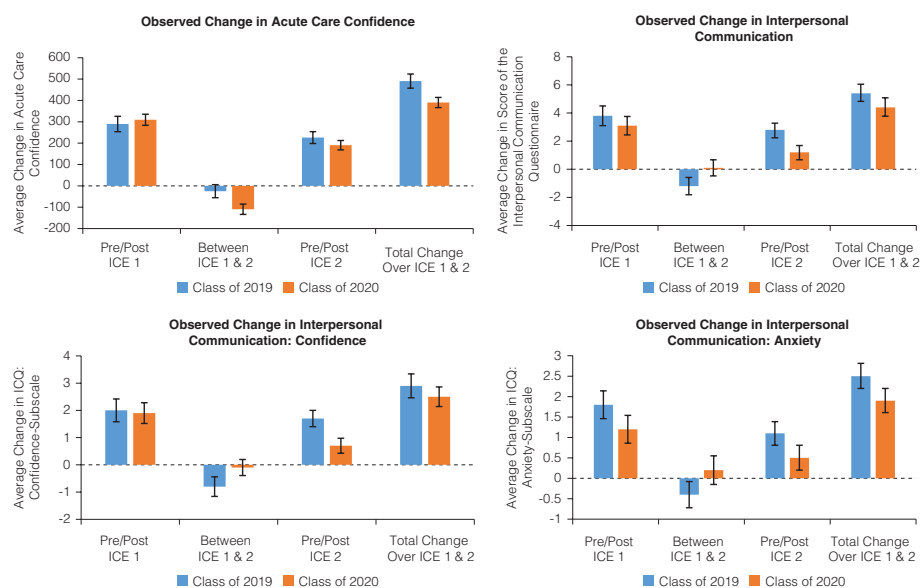 Observed Change in Acute Care Confidence
Average Change in Acute Care
Confidence
600
500
400
300
200
100
0
-100
-200
Pre/Post
ICE 1
Between
ICE 1 & 2
Pre/Post
ICE 2
Total Change
Over ICE 1 & 2
Class of 2019 Class of 2020
Observed Change in Interpersonal
Communication
Average Change in Score of the
Interpersonal Communication
Questionnaire
8
6
4
2
0
-2
-4
Pre/Post
ICE 1
Between
ICE 1 & 2
Pre/Post
ICE 2
Total Change
Over ICE 1 & 2
Class of 2019 Class of 2020
Observed Change in Interpersonal
Communication: Confidence
Average Change in ICQ:
Confidence-Subscale
4
3
2
1
0
-1
-2
Pre/Post
ICE 1
Between
ICE 1 & 2
Pre/Post
ICE 2
Total Change
Over ICE 1 & 2
Class of 2019 Class of 2020
Observed Change in Interpersonal
Communication: Anxiety
Average Change in ICQ:
Anxiety-Subscale
3
2.5
2
1.5
1
0.5
0
-0.5
-1
Pre/Post
ICE 1
Between
ICE 1 & 2
Pre/Post
ICE 2
Total Change
Over ICE 1 & 2
Class of 2019 Class of 2020